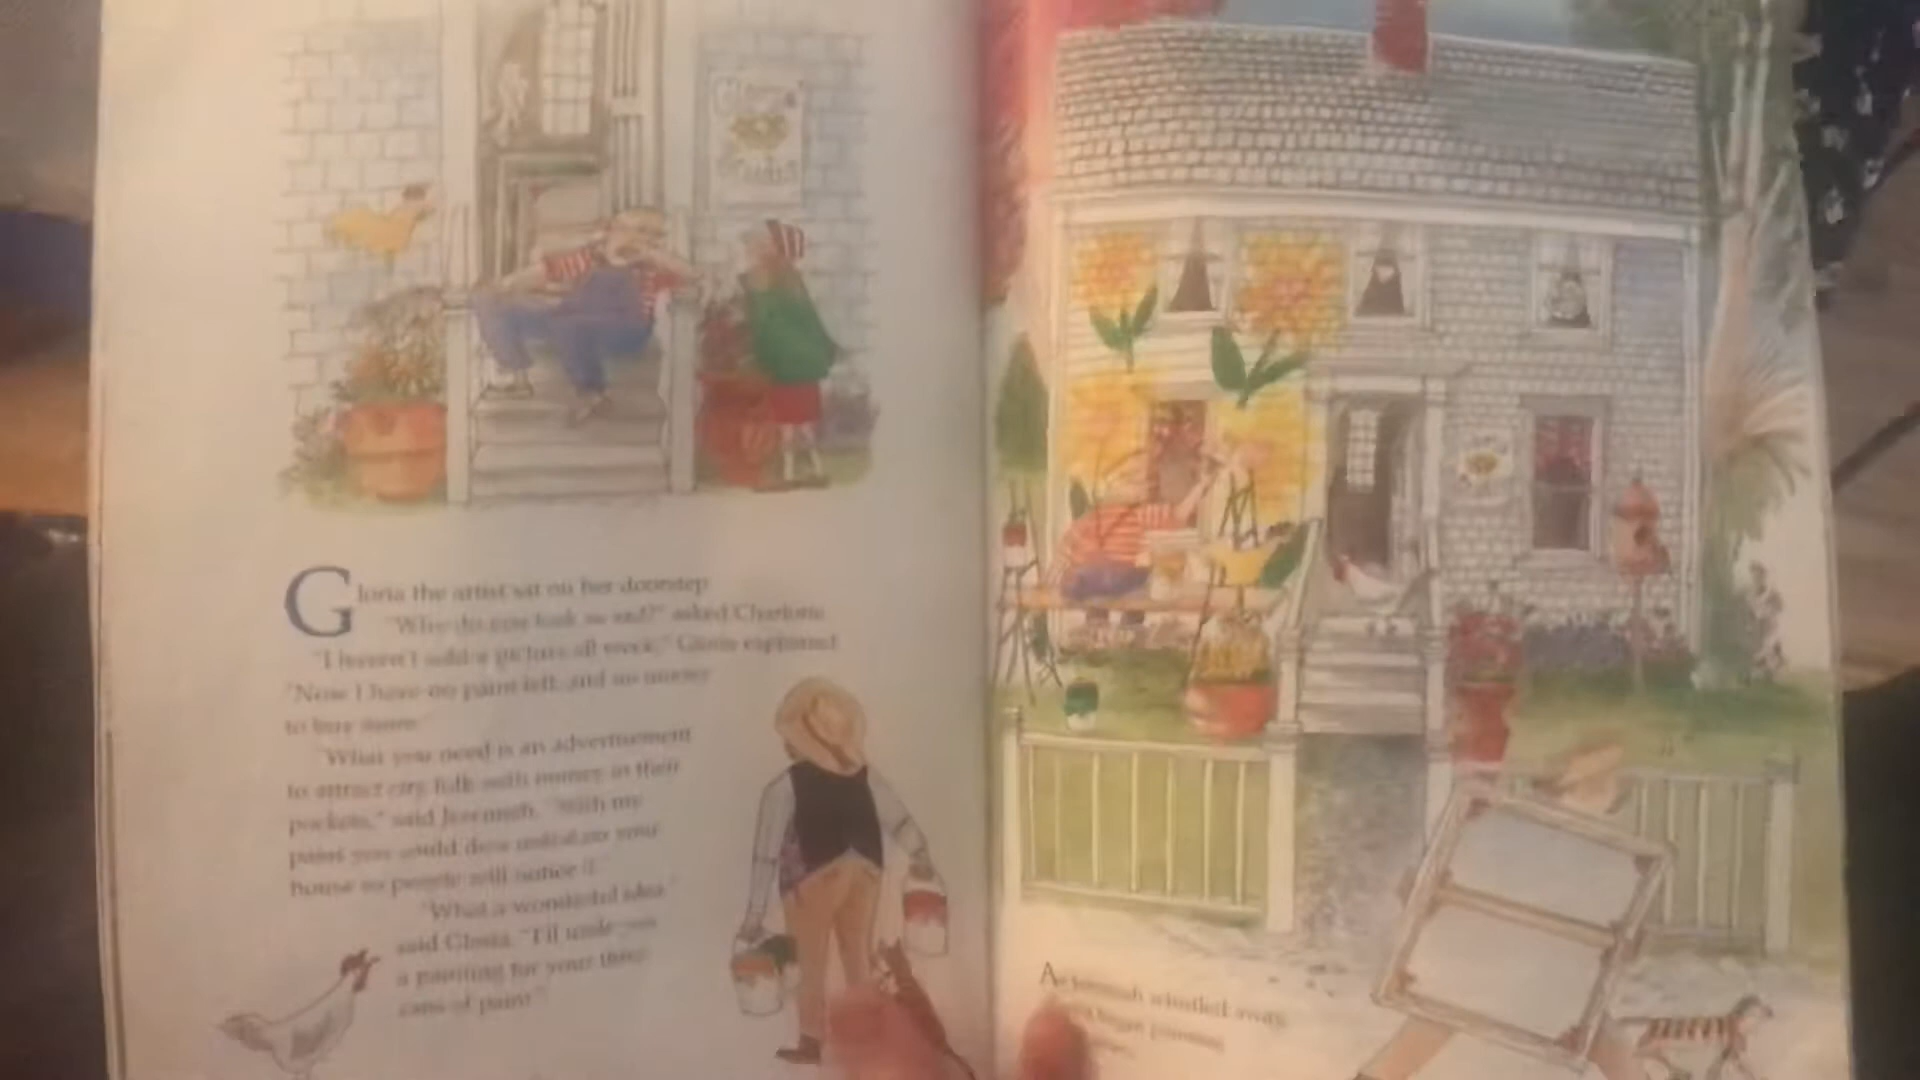 Gloria the artist sat on her doorstep
"Why do you look so sad?" asked Charlotte
"I haven't sold a picture all week," Gloria explained
"Now I have no paint left and no money
to buy more."
"What you need is an advertisement
to attract city folk with money in their
pockets," said Jeremiah. "With my
paint you could decorate your
house so people will notice it."
"What a wonderful idea"
said Gloria. "I'll trade you
a painting for your three
cans of paint"
As Jeremiah whistled away,
began painting